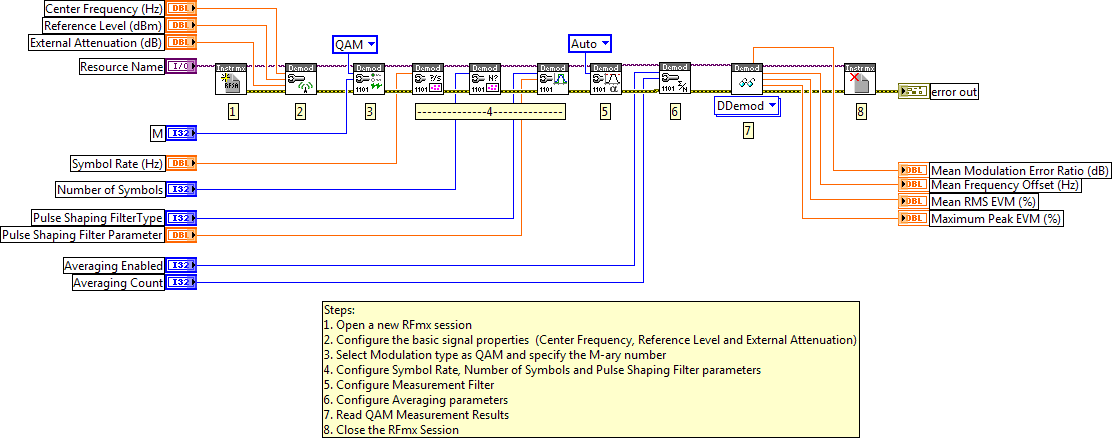 Center Frequency (Hz)
DBL
Reference Level (dBm)
DBL
External Attenuation (dB)
DBL
QAM
Auto
Resource Name
I/O
Instr mx
RFSA
Demod
Demod
1101
Demod
?/S
1101
Demod
N?
1101
Demod
1101
Demod
1101 α
Demod
Σ/N
1101
Demod
Instr mx
error out
1
2
3
-------------4-------------
5
6
DDemod
7
8
M
I32
Symbol Rate (Hz)
DBL
Number of Symbols
I32
Pulse Shaping FilterType
I32
Pulse Shaping Filter Parameter
DBL
Averaging Enabled
I32
Averaging Count
I32
DBL
Mean Modulation Error Ratio (dB)
DBL
Mean Frequency Offset (Hz)
DBL
Mean RMS EVM (%)
DBL
Maximum Peak EVM (%)
Steps:
1. Open a new RFmx session
2. Configure the basic signal properties  (Center Frequency, Reference Level and External Attenuation)
3. Select Modulation type as QAM and specify the M-ary number
4. Configure Symbol Rate, Number of Symbols and Pulse Shaping Filter parameters
5. Configure Measurement Filter
6. Configure Averaging parameters
7. Read QAM Measurement Results
8. Close the RFmx Session